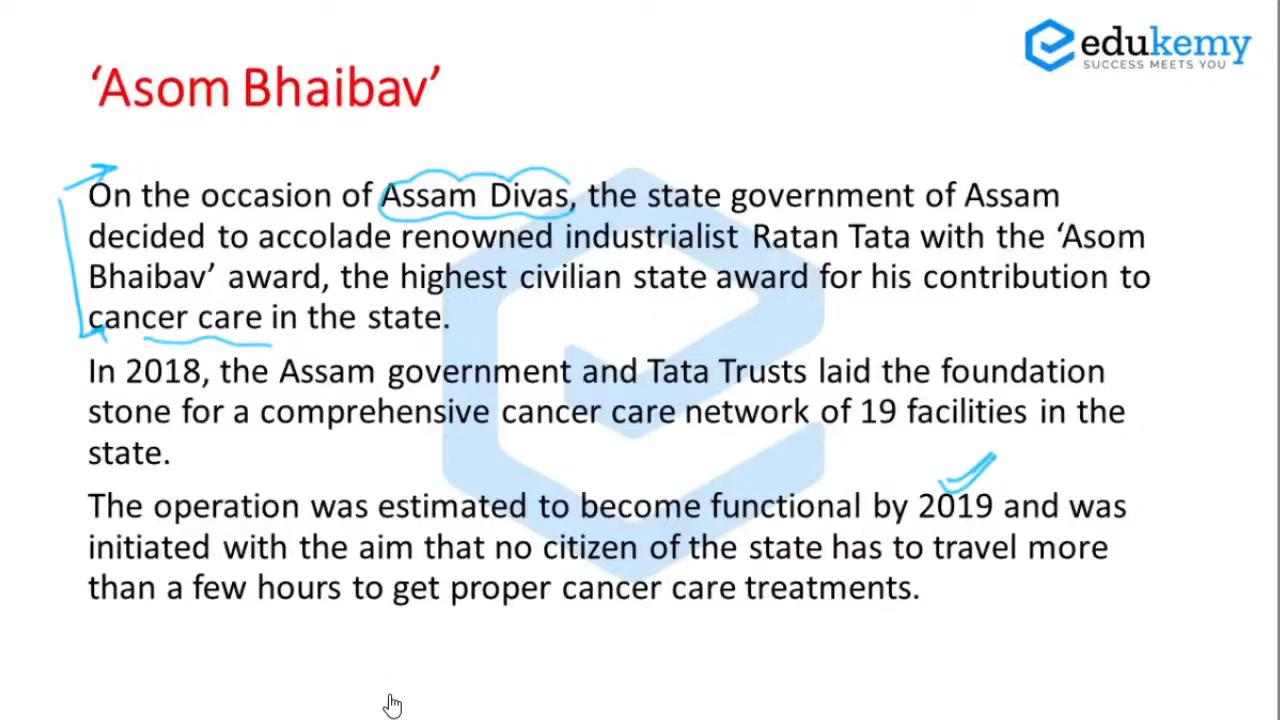 edukemy
SUCCESS MEETS YOU
‘Asom Bhaibav’
On the occasion of Assam Divas, the state government of Assam
decided to accolade renowned industrialist Ratan Tata with the ‘Asom
Bhaibav’ award, the highest civilian state award for his contribution to
cancer care in the state.
In 2018, the Assam government and Tata Trusts laid the foundation
stone for a comprehensive cancer care network of 19 facilities in the
state.
The operation was estimated to become functional by 2019 and was
initiated with the aim that no citizen of the state has to travel more
than a few hours to get proper cancer care treatments.